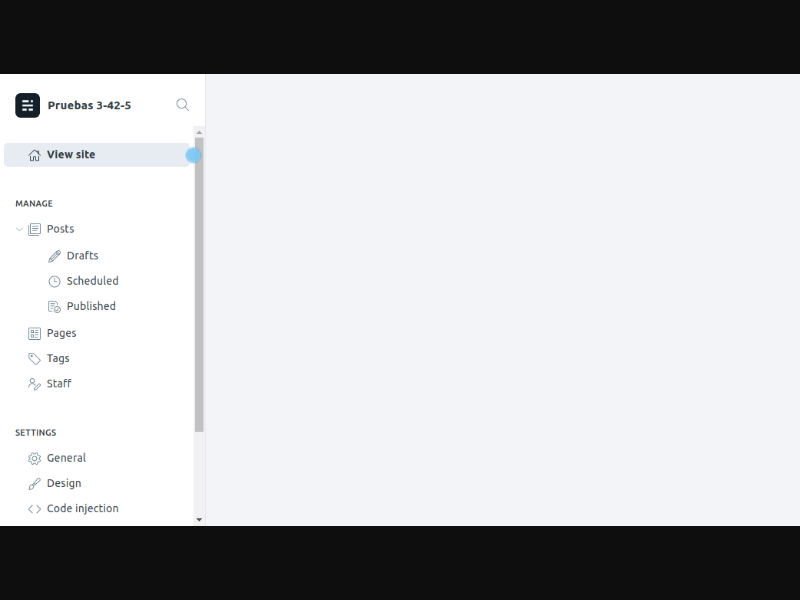 Pruebas 3-42-5
View site
MANAGE
Posts
Drafts
Scheduled
Published
Pages
Tags
Staff
SETTINGS
General
Design
Code injection